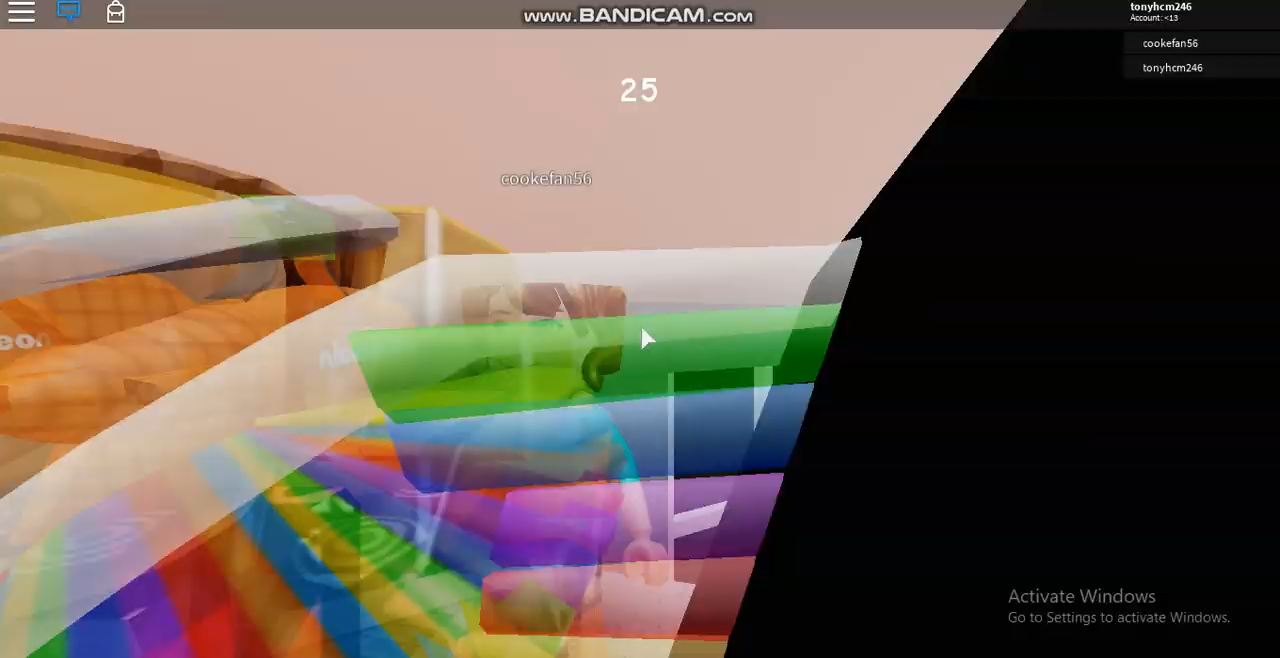 www.BANDICAM.com
tonyhcm246
Account: <13
cookefan56
tonyhcm246
25
cookefan56
Activate Windows
Go to Settings to activate Windows.